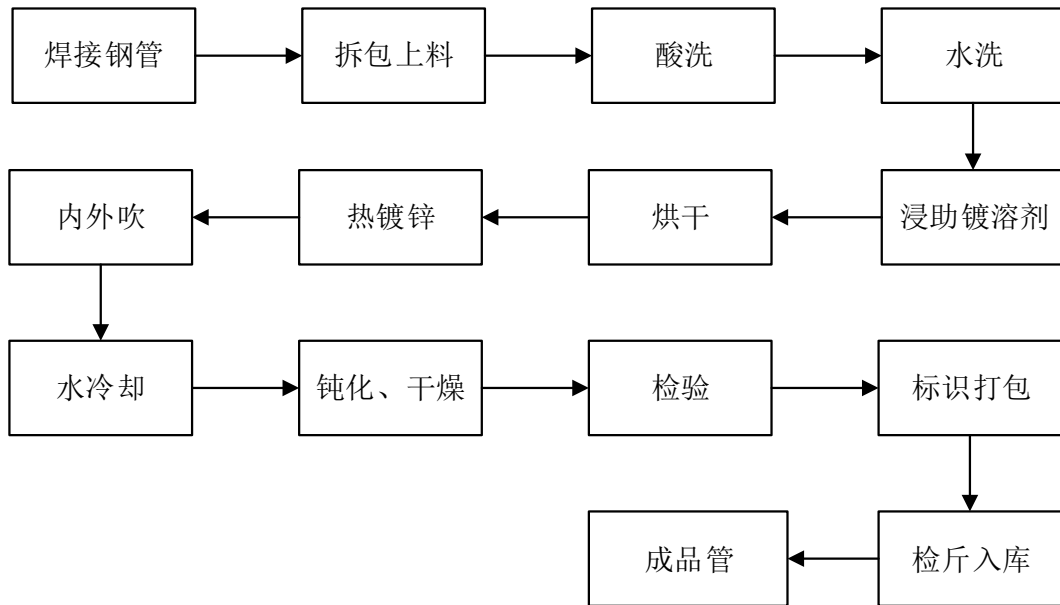 焊接钢管
拆包上料
酸洗
水洗
浸助镀溶剂
烘干
热镀锌
内外吹
水冷却
钝化、干燥
检验
标识打包
检斤入库
成品管